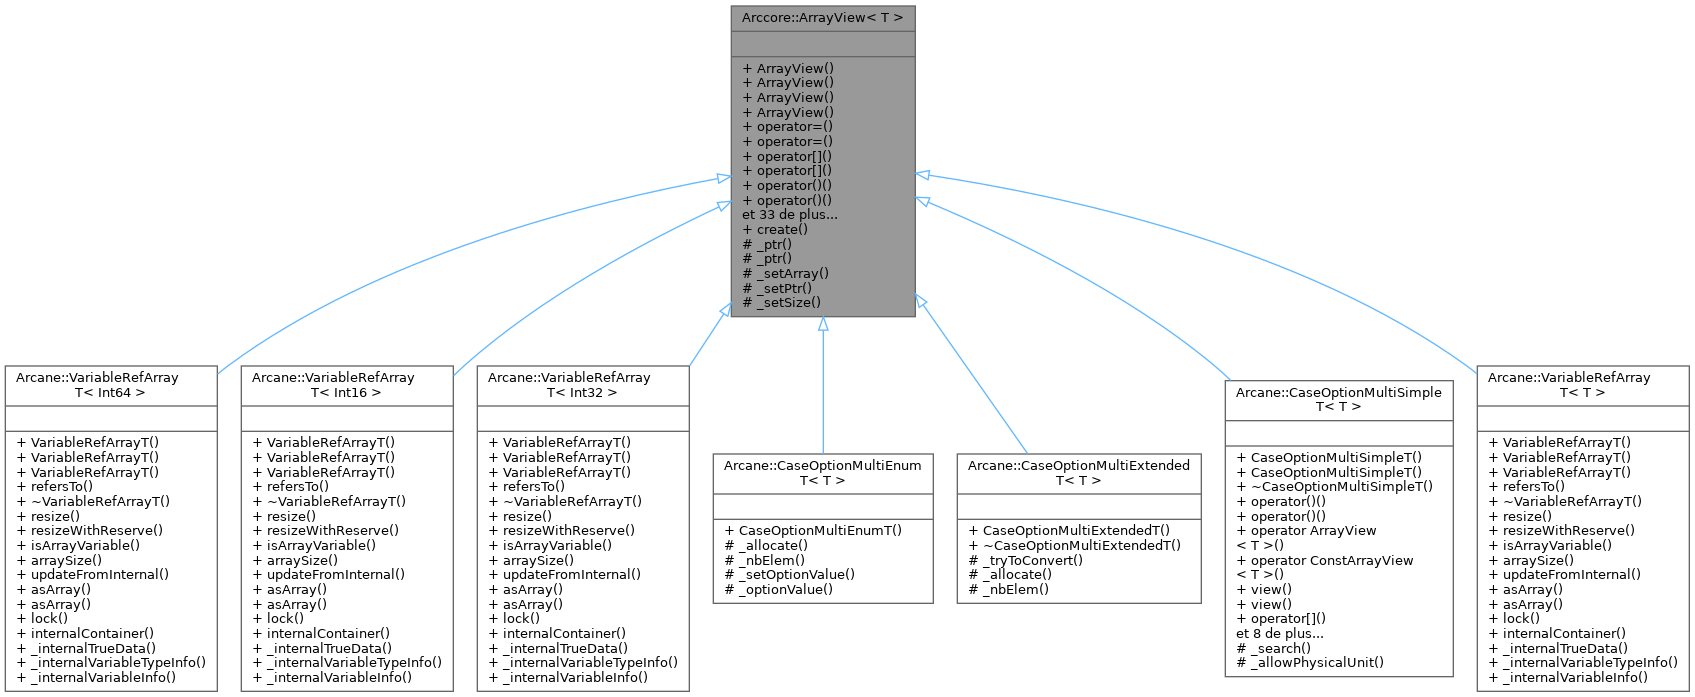 Arccore::ArrayView< T >
+ ArrayView()
+ ArrayView()
+ ArrayView()
+ ArrayView()
+ operator=()
+ operator=()
+ operator[]()
+ operator[]()
+ operator()()
+ operator()()
et 33 de plus...
+ create()
# _ptr()
# _ptr()
# _setArray()
# _setPtr()
# _setSize()
Arcane::VariableRefArray
T< Int64 >
+ VariableRefArrayT()
+ VariableRefArrayT()
+ VariableRefArrayT()
+ refersTo()
+ ~VariableRefArrayT()
+ resize()
+ resizeWithReserve()
+ isArrayVariable()
+ arraySize()
+ updateFromInternal()
+ asArray()
+ asArray()
+ lock()
+ internalContainer()
+ _internalTrueData()
+ _internalVariableTypeInfo()
+ _internalVariableInfo()
Arcane::VariableRefArray
T< Int16 >
+ VariableRefArrayT()
+ VariableRefArrayT()
+ VariableRefArrayT()
+ refersTo()
+ ~VariableRefArrayT()
+ resize()
+ resizeWithReserve()
+ isArrayVariable()
+ arraySize()
+ updateFromInternal()
+ asArray()
+ asArray()
+ lock()
+ internalContainer()
+ _internalTrueData()
+ _internalVariableTypeInfo()
+ _internalVariableInfo()
Arcane::VariableRefArray
T< Int32 >
+ VariableRefArrayT()
+ VariableRefArrayT()
+ VariableRefArrayT()
+ refersTo()
+ ~VariableRefArrayT()
+ resize()
+ resizeWithReserve()
+ isArrayVariable()
+ arraySize()
+ updateFromInternal()
+ asArray()
+ asArray()
+ lock()
+ internalContainer()
+ _internalTrueData()
+ _internalVariableTypeInfo()
+ _internalVariableInfo()
Arcane::CaseOptionMultiEnum
T< T >
+ CaseOptionMultiEnumT()
# _allocate()
# _nbElem()
# _setOptionValue()
# _optionValue()
Arcane::CaseOptionMultiExtended
T< T >
+ CaseOptionMultiExtendedT()
+ ~CaseOptionMultiExtendedT()
# _tryToConvert()
# _allocate()
# _nbElem()
Arcane::CaseOptionMultiSimple
T< T >
+ CaseOptionMultiSimpleT()
+ CaseOptionMultiSimpleT()
+ ~CaseOptionMultiSimpleT()
+ operator()()
+ operator()()
+ operator ArrayView
< T >()
+ operator ConstArrayView
< T >()
+ view()
+ view()
+ operator[]()
et 8 de plus...
# _search()
# _allowPhysicalUnit()
Arcane::VariableRefArray
T< T >
+ VariableRefArrayT()
+ VariableRefArrayT()
+ VariableRefArrayT()
+ refersTo()
+ ~VariableRefArrayT()
+ resize()
+ resizeWithReserve()
+ isArrayVariable()
+ arraySize()
+ updateFromInternal()
+ asArray()
+ asArray()
+ lock()
+ internalContainer()
+ _internalTrueData()
+ _internalVariableTypeInfo()
+ _internalVariableInfo()